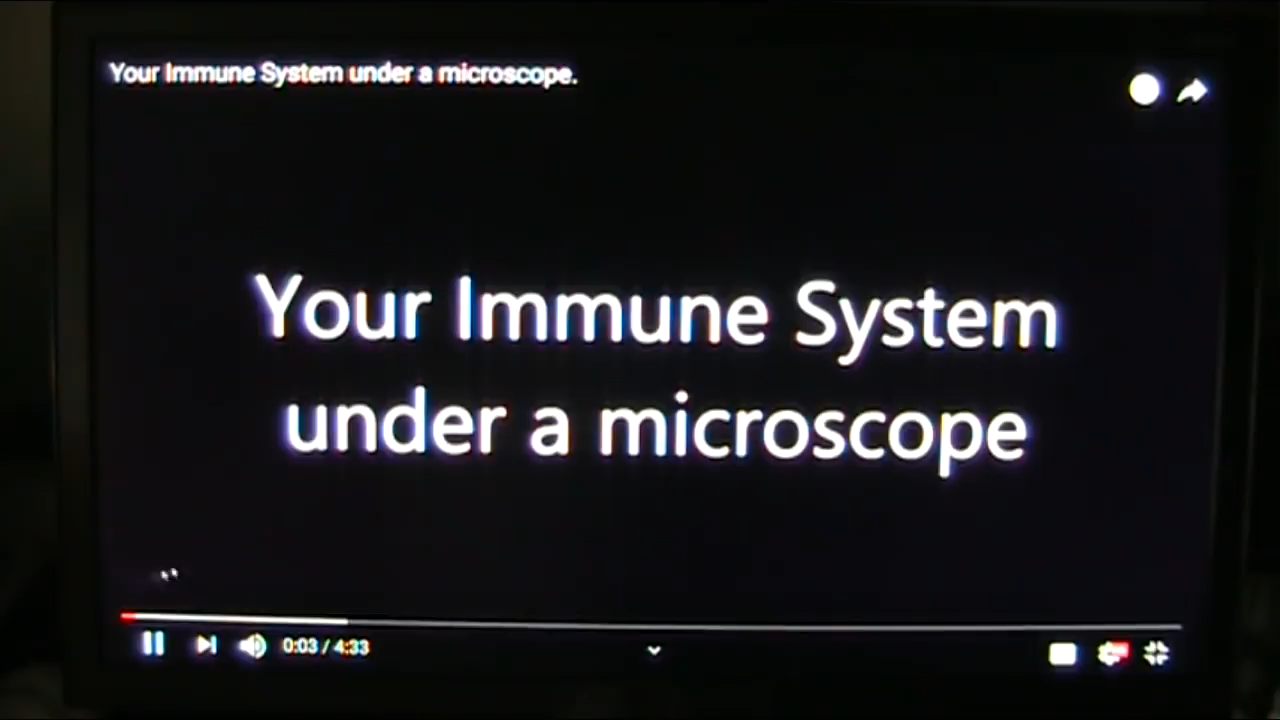 Your Immune System under a microscope.
Your Immune System
under a microscope
0:03 / 4:33